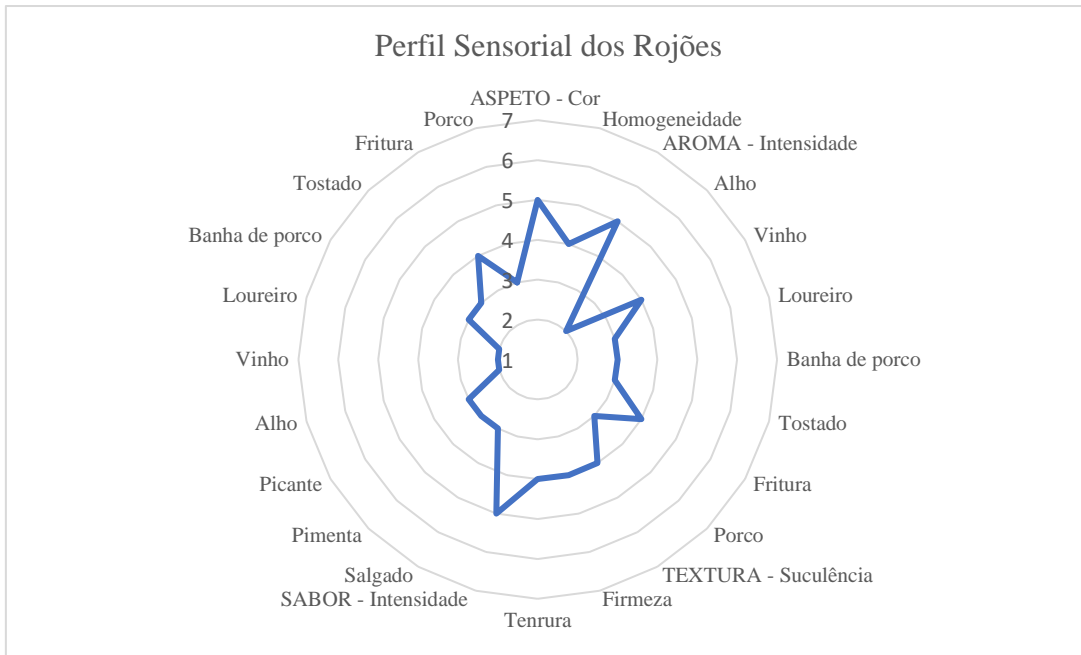 Perfil Sensorial dos Rojões
ASPETO - Cor
Homogeneidade
AROMA - Intensidade
Alho
Vinho
Loureiro
Banha de porco
Tostado
Fritura
Porco
TEXTURA - Suculência
Firmeza
Tenrura
SABOR - Intensidade
Salgado
Pimenta
Picante
Alho
Vinho
Loureiro
Banha de porco
Tostado
Fritura
Porco
7
6
5
4
3
2
1